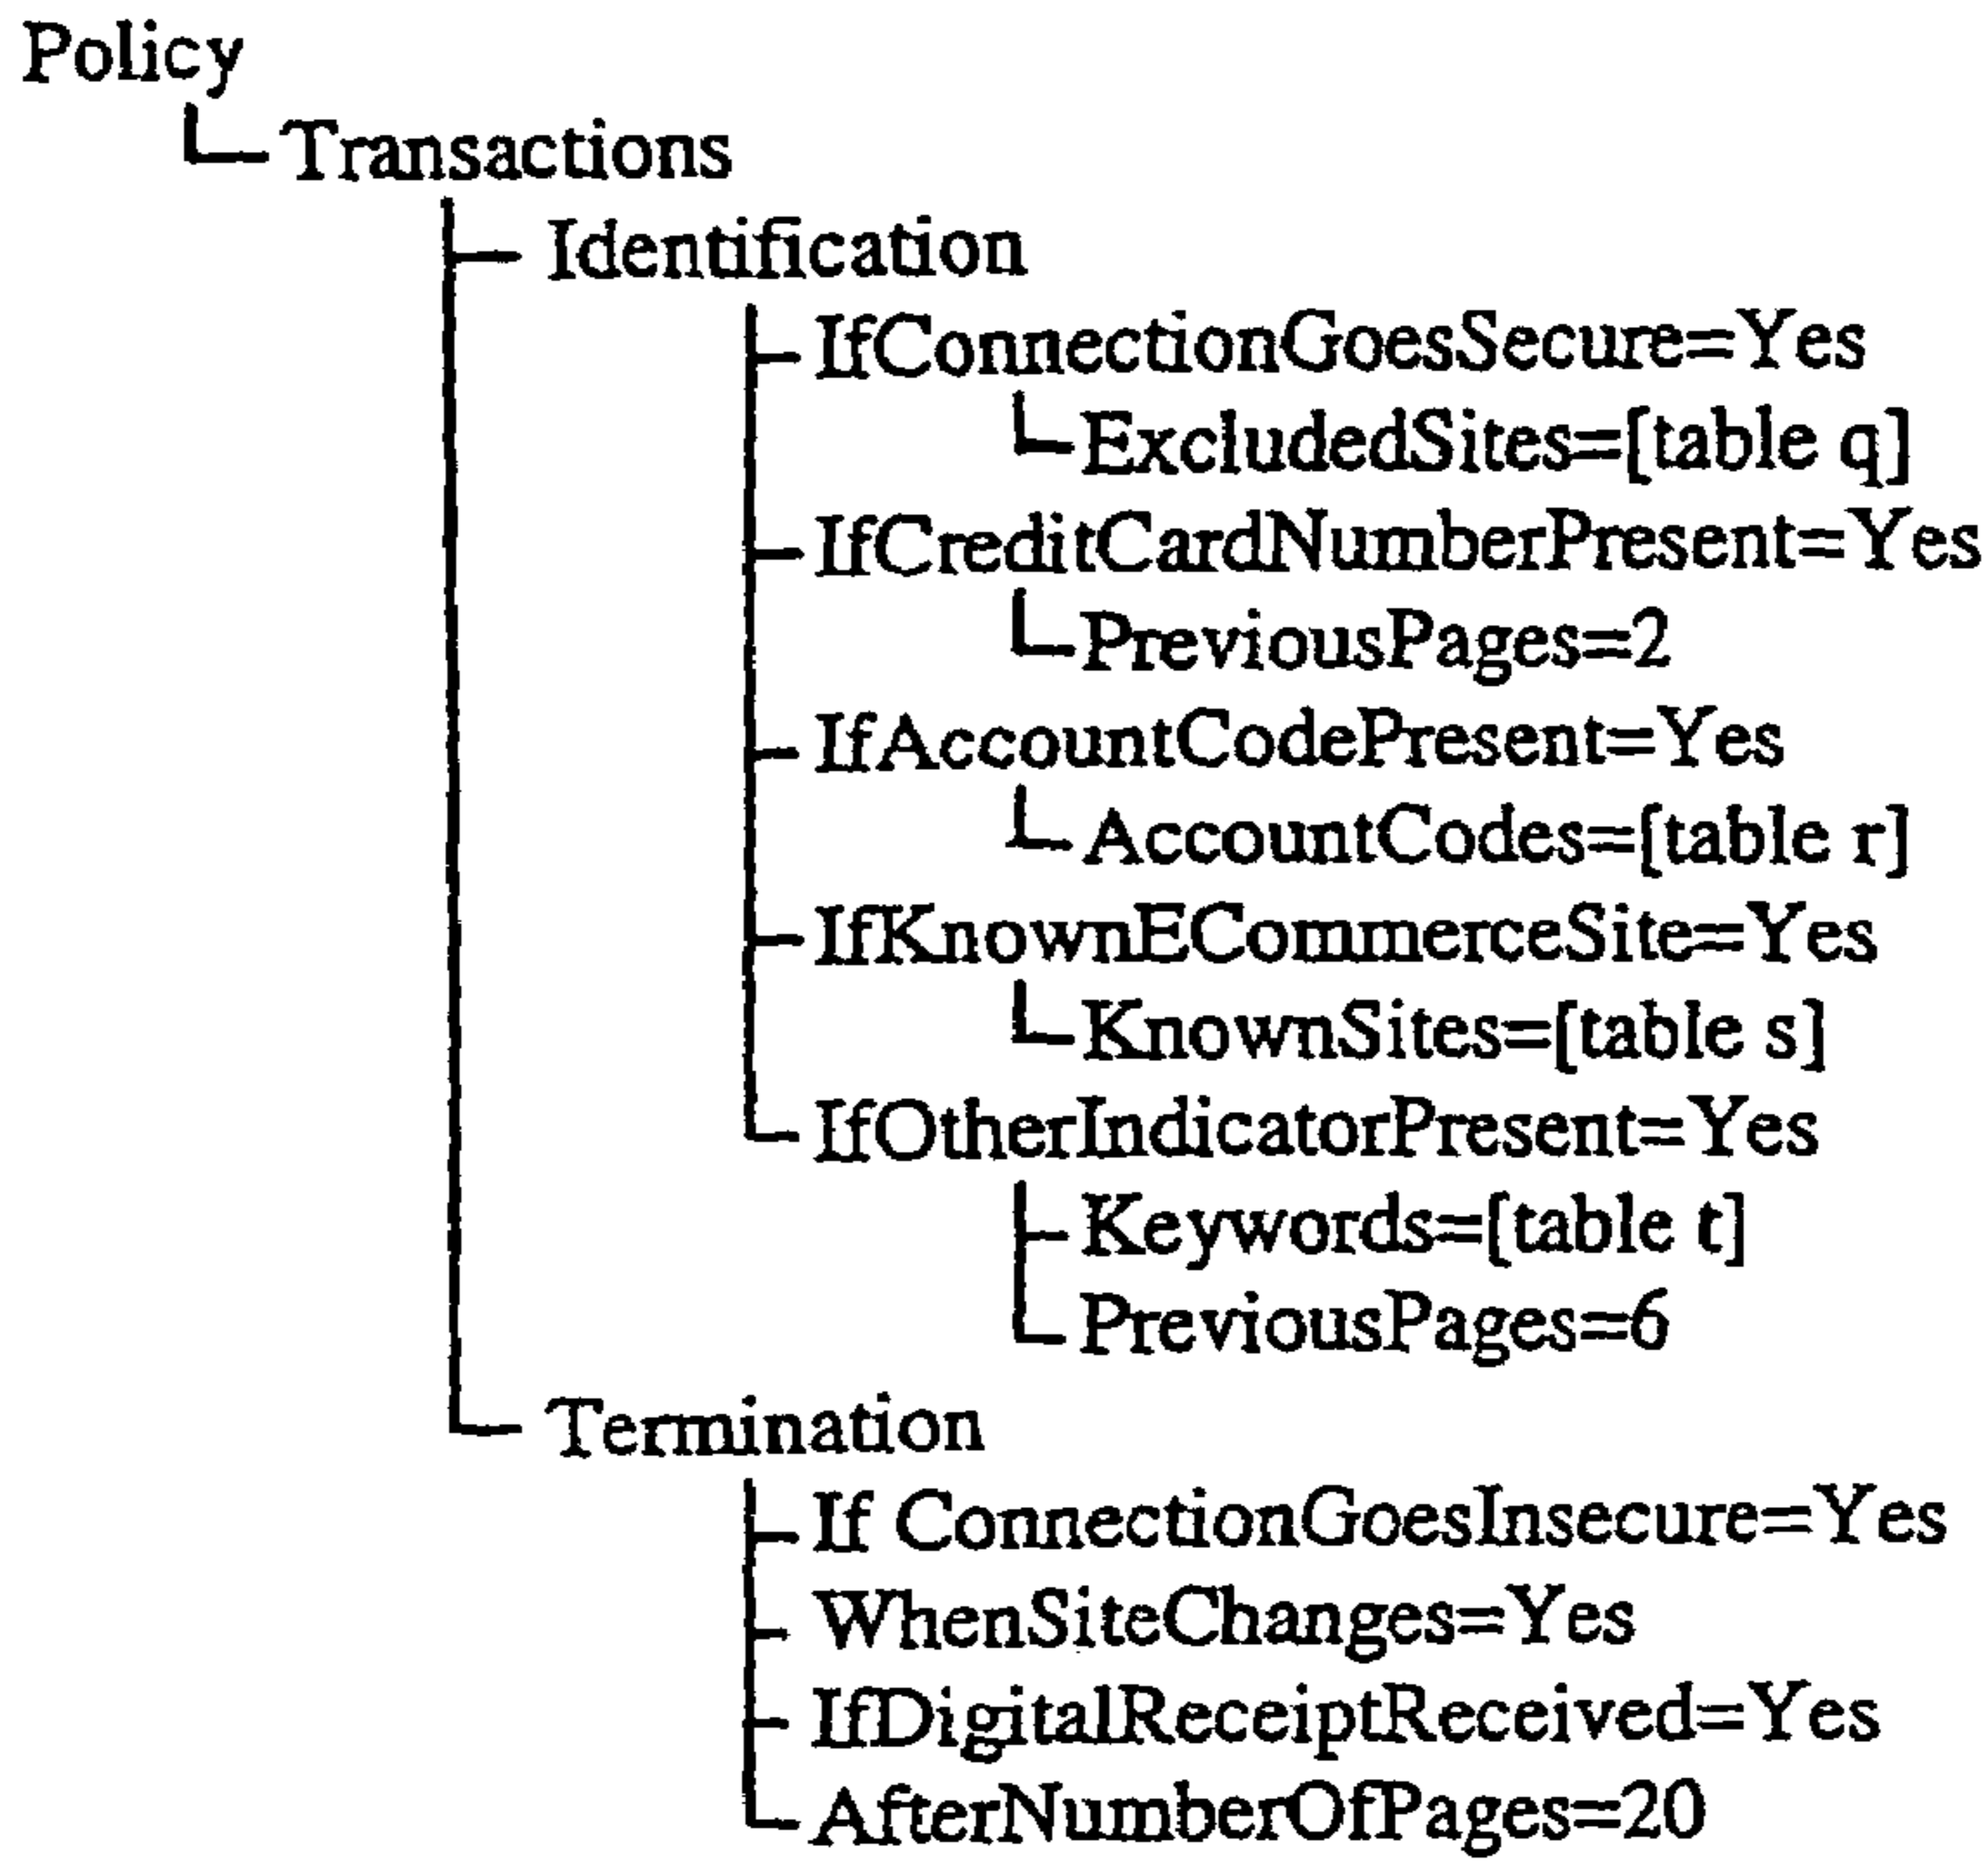 Policy
Transactions
Identification
IfConnectionGoesSecure=Yes
ExcludedSites=[table q]
IfCreditCardNumberPresent=Yes
PreviousPages=2
IfAccountCodePresent=Yes
AccountCodes=[table r]
IfKnownECommerceSite=Yes
KnownSites=[table s]
IfOtherIndicatorPresent=Yes
Keywords=[table t]
PreviousPages=6
Termination
If ConnectionGoesInsecure=Yes
WhenSiteChanges=Yes
IfDigitalReceiptReceived=Yes
AfterNumberOfPages=20